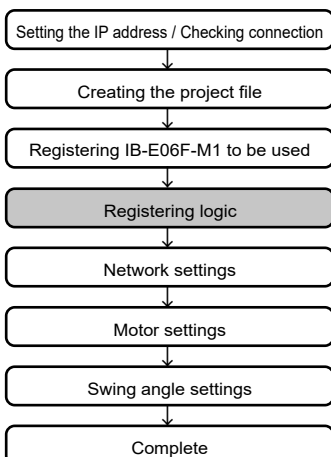 Setting the IP address / Checking connection
Creating the project file
Registering IB-E06F-M1 to be used
Registering logic
Network settings
Motor settings
Swing angle settings
Complete